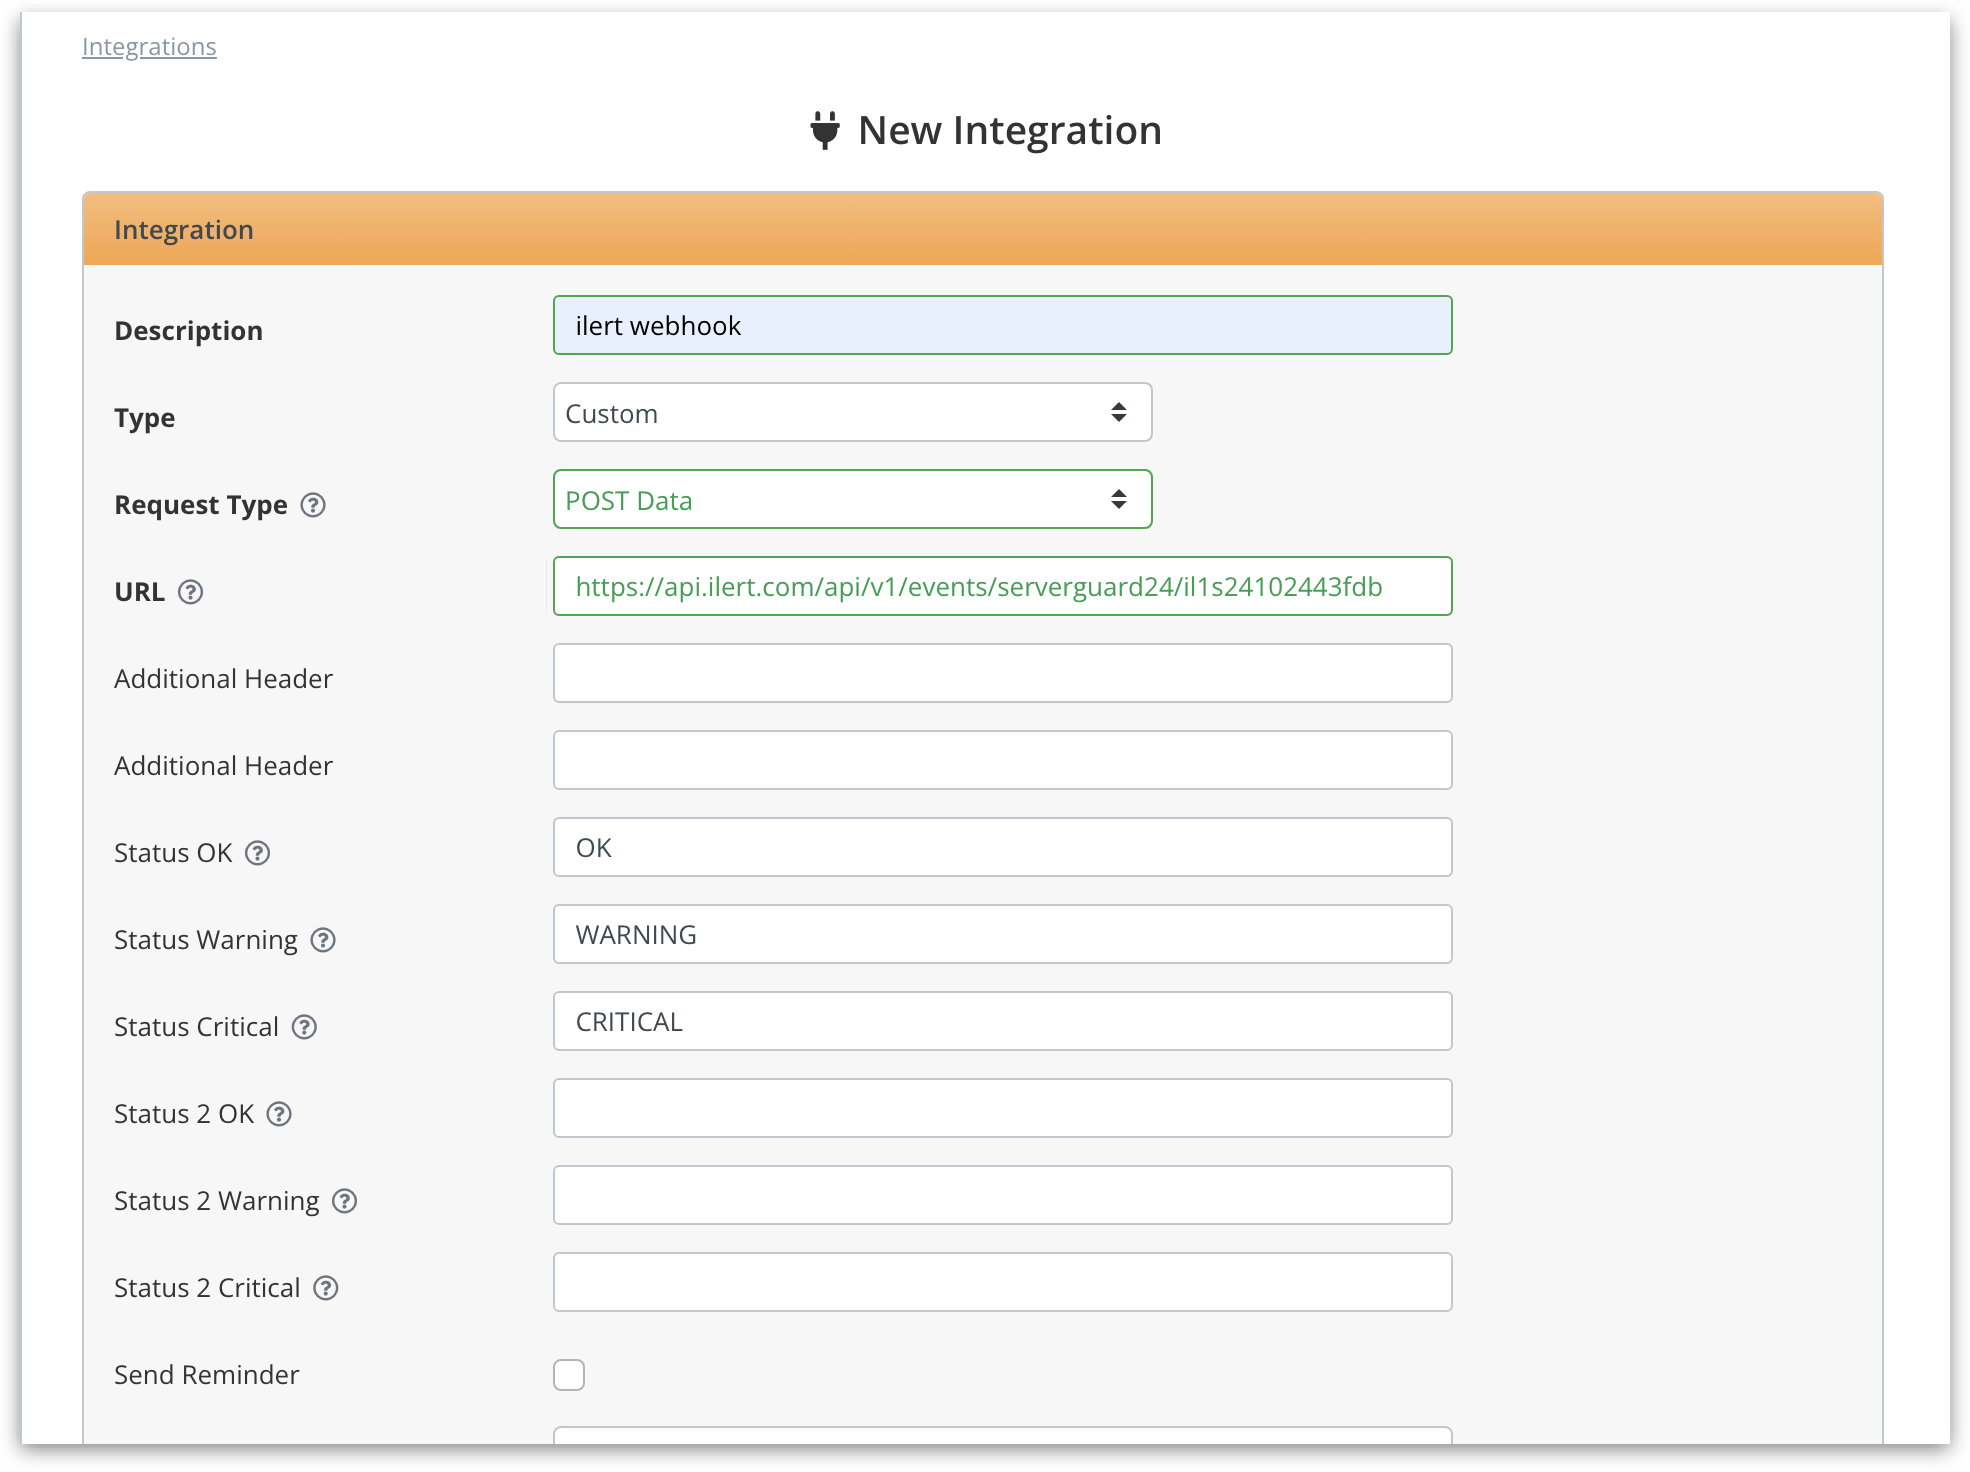 Integrations
New Integration
Integration
Description
ilert webhook
Type
Custom
Request Type ?
POST Data
URL ?
https://api.ilert.com/api/v1/events/serverguard24/il1s24102443fdb
Additional Header
Additional Header
Status OK ?
OK
Status Warning ?
WARNING
Status Critical ?
CRITICAL
Status 2 OK ?
Status 2 Warning ?
Status 2 Critical ?
Send Reminder